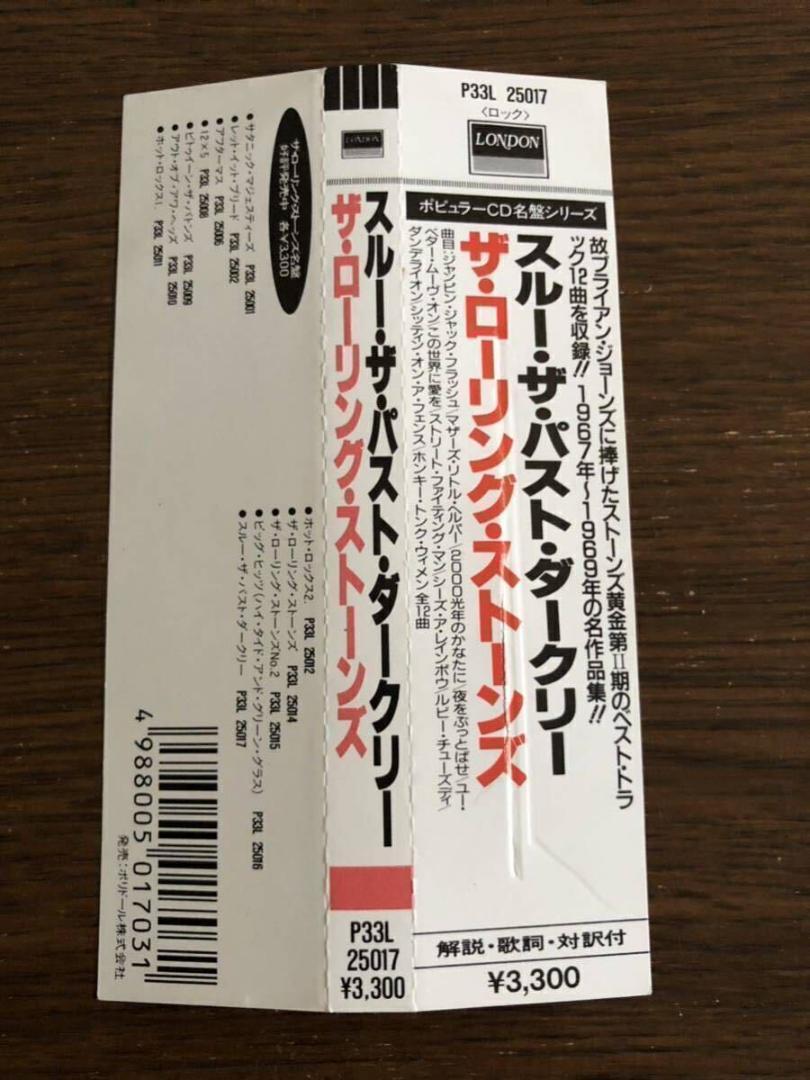 P33L 25017
〈ロック〉
LONDON
ポピュラーCD名盤シリーズ
故ブライアン・ジョーンズに捧げたストーンズ黄金第II期のベスト・トラ
ック12曲を収録!! 1967年〜1969年の名作品集!!
スルー・ザ・パスト・ダークリー
ザ・ローリング・ストーンズ
曲目:ジャンピン・ジャック・フラッシュ/マザーズ・リトル・ヘルパー/2000光年のかなたに/夜をぶっとばせ/ユー・
ベター・ムーヴ・オン/この世界に愛を/ストリート・ファイティング・マン/シーズ・ア・レインボウ/ルビー・チューズデイ/
ダンデライオン/シッティン・オン・ア・フェンス/ホンキー・トンク・ウィメン 全12曲
解説・歌詞・対訳付
¥3,300
LONDON
スルー・ザ・パスト・ダークリー
ザ・ローリング・ストーンズ
P33L
25017
¥3,300
ザ・ローリング・ストーンズ名盤
好評発売中 各¥3,300
●サタニック・マジェスティーズ P33L 25001
●レット・イット・ブリード P33L 25002
●アフターマス P33L 25006
●12×5 P33L 25008
●ビトゥイーン・ザ・バトンズ P33L 25009
●アウト・オブ・アワ・ヘッズ P33L 25010
●ホット・ロックス1. P33L 25011
●ホット・ロックス2. P33L 25012
●ザ・ローリング・ストーンズ P33L 25014
●ザ・ローリング・ストーンズNo.2 P33L 25015
●ビッグ・ヒッツ(ハイ・タイド・アンド・グリーン・グラス) P33L 25016
●スルー・ザ・パスト・ダークリー P33L 25017
4 988005 017031
発売:ポリドール株式会社